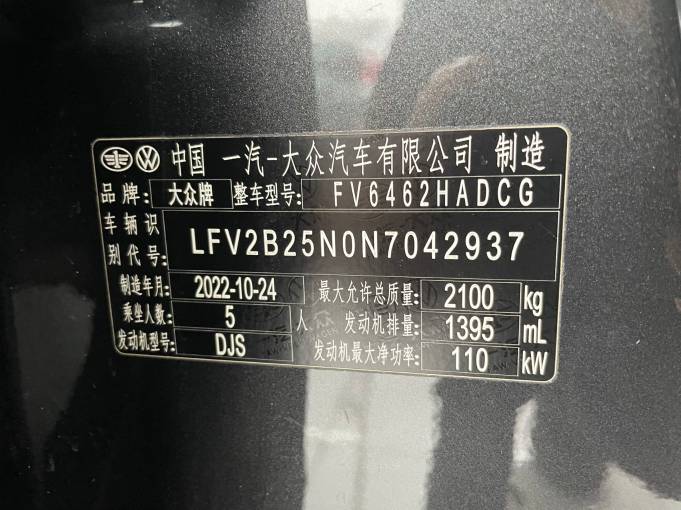 中国 一汽-大众汽车有限公司 制造
品牌: 大众牌 整车型号: FV6462HADCG
车辆识别代号: LFV2B25N0N7042937
制造年月: 2022-10-24 最大允许总质量: 2100 kg
乘坐人数: 5 人 发动机排量: 1395 mL
发动机型号: DJS 发动机最大净功率: 110 kW